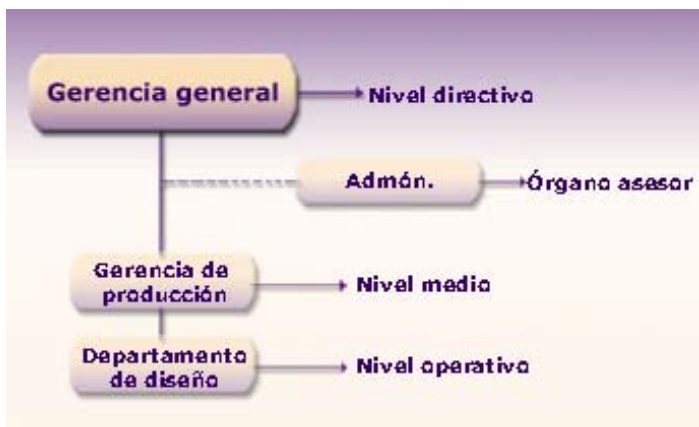 Gerencia general
Nivel directivo
Admón.
Órgano asesor
Gerencia de
producción
Nivel medio
Departamento
de diseño
Nivel operativo